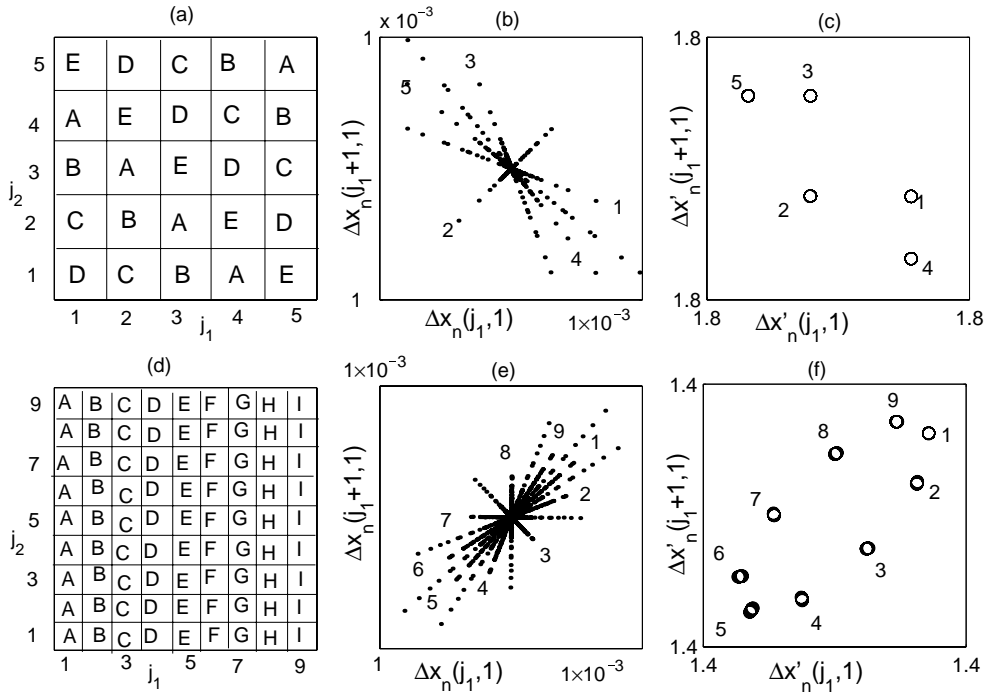 (a)
5 E D C B A
4 A E D C B
3 B A E D C
j2
2 C B A E D
1 D C B A E
1 2 3 4 5
j1
(b)
x 10⁻³
1
Δxn(j1+1,1)
3
5
1
2
4
1
Δxn(j1,1)
1×10⁻³
(c)
1.8
Δx'n(j1+1,1)
5
3
2
1
4
1.8
1.8
Δx'n(j1,1)
(d)
9 A B C D E F G H I
A B C D E F G H I
7 A B C D E F G H I
A B C D E F G H I
5 A B C D E F G H I
j2
A B C D E F G H I
3 A B C D E F G H I
A B C D E F G H I
1 A B C D E F G H I
1 3 5 7 9
j1
(e)
1×10⁻³
Δxn(j1+1,1)
8
9
1
2
7
3
6
4
5
1
Δxn(j1,1)
1×10⁻³
(f)
1.4
Δx'n(j1+1,1)
9
1
8
2
7
3
6
4
5
1.4
1.4
1.4
Δx'n(j1,1)